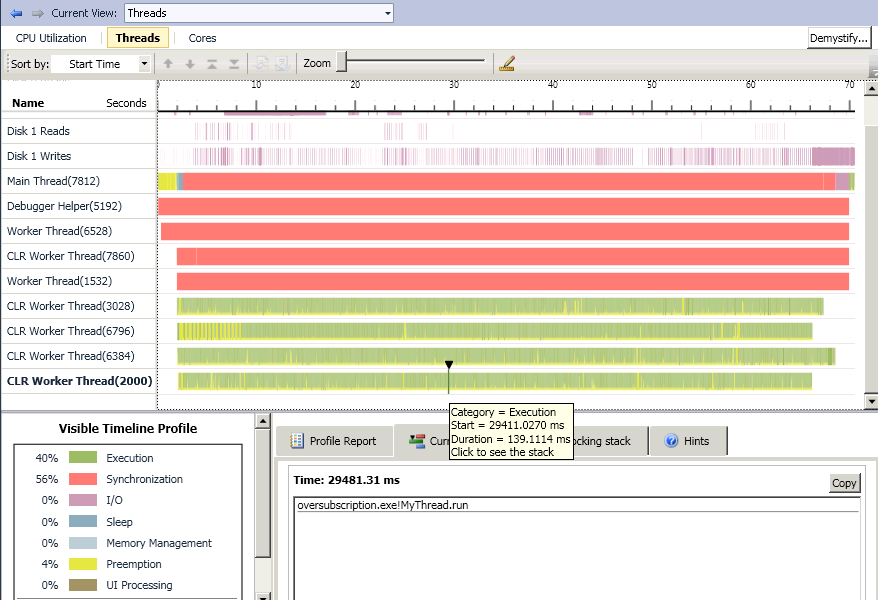 Current View: Threads
CPU Utilization Threads Cores Demystify...
Sort by: Start Time Zoom
Name Seconds 10 20 30 40 50 60 70
Disk 1 Reads
Disk 1 Writes
Main Thread(7812)
Debugger Helper(5192)
Worker Thread(6528)
CLR Worker Thread(7860)
Worker Thread(1532)
CLR Worker Thread(3028)
CLR Worker Thread(6796)
CLR Worker Thread(6384)
CLR Worker Thread(2000)
Category = Execution
Start = 29411.0270 ms
Duration = 139.1114 ms
Click to see the stack
Visible Timeline Profile
40% Execution
56% Synchronization
0% I/O
0% Sleep
0% Memory Management
4% Preemption
0% UI Processing
Profile Report stack Hints
Time: 29481.31 ms Copy
oversubscription.exe!MyThread.run